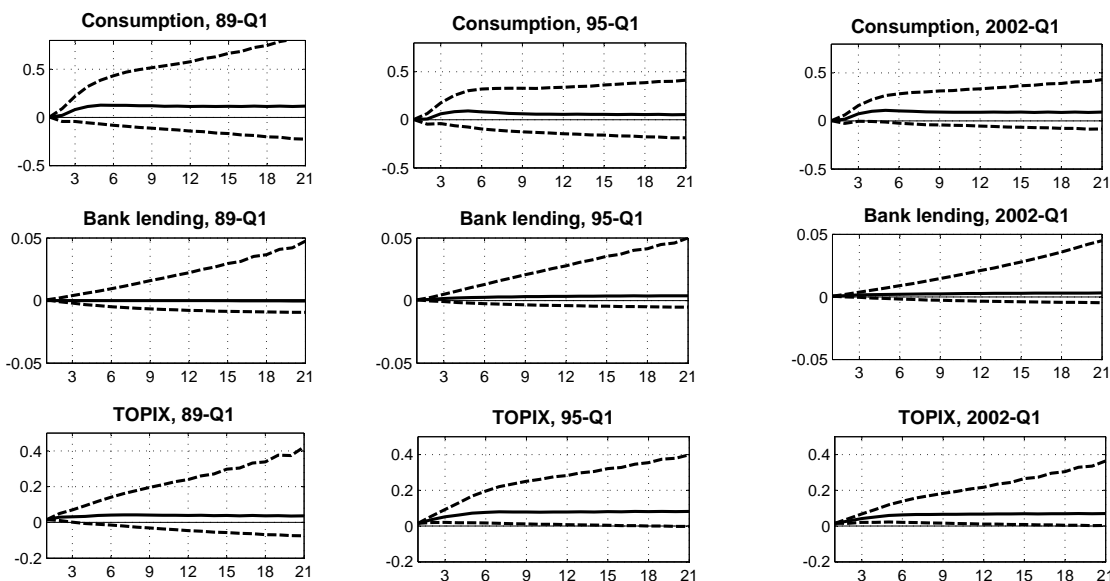 Consumption, 89-Q1
0.5
0
-0.5
3 6 9 12 15 18 21
Consumption, 95-Q1
0.5
0
-0.5
3 6 9 12 15 18 21
Consumption, 2002-Q1
0.5
0
-0.5
3 6 9 12 15 18 21
Bank lending, 89-Q1
0.05
0
-0.05
3 6 9 12 15 18 21
Bank lending, 95-Q1
0.05
0
-0.05
3 6 9 12 15 18 21
Bank lending, 2002-Q1
0.05
0
-0.05
3 6 9 12 15 18 21
TOPIX, 89-Q1
0.4
0.2
0
-0.2
3 6 9 12 15 18 21
TOPIX, 95-Q1
0.4
0.2
0
-0.2
3 6 9 12 15 18 21
TOPIX, 2002-Q1
0.4
0.2
0
-0.2
3 6 9 12 15 18 21